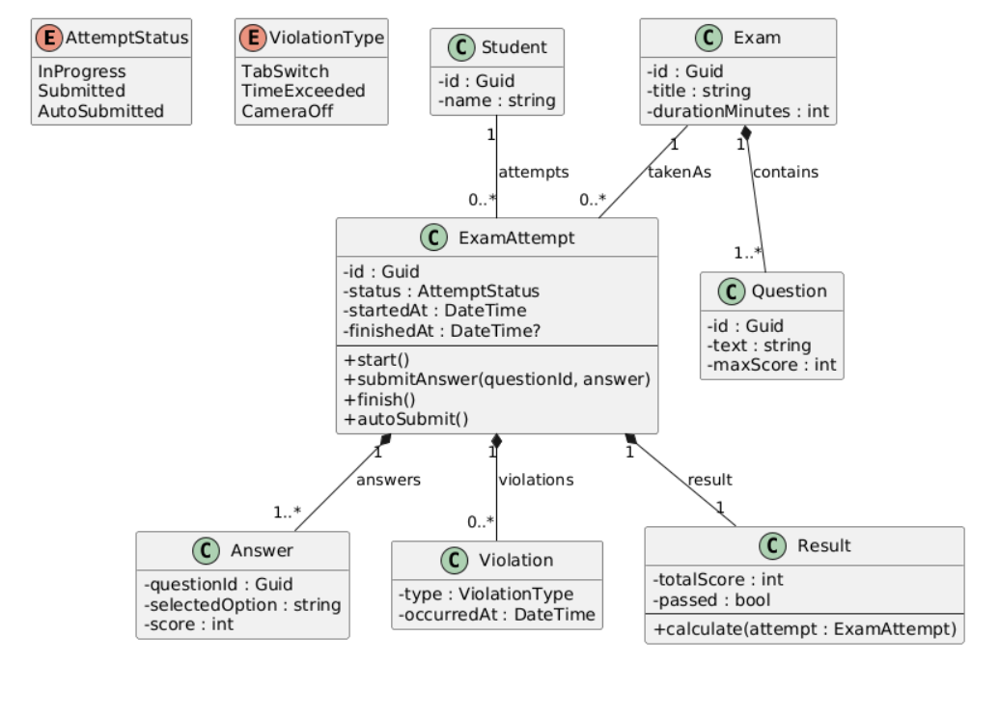 E AttemptStatus
InProgress
Submitted
AutoSubmitted
E ViolationType
TabSwitch
TimeExceeded
CameraOff
C Student
-id : Guid
-name : string
C Exam
-id : Guid
-title : string
-durationMinutes : int
1
attempts
0..*
1
takenAs
0..*
1
contains
1..*
C ExamAttempt
-id : Guid
-status : AttemptStatus
-startedAt : DateTime
-finishedAt : DateTime?
+start()
+submitAnswer(questionId, answer)
+finish()
+autoSubmit()
C Question
-id : Guid
-text : string
-maxScore : int
1
answers
1..*
1
violations
0..*
1
result
1
C Answer
-questionId : Guid
-selectedOption : string
-score : int
C Violation
-type : ViolationType
-occurredAt : DateTime
C Result
-totalScore : int
-passed : bool
+calculate(attempt : ExamAttempt)